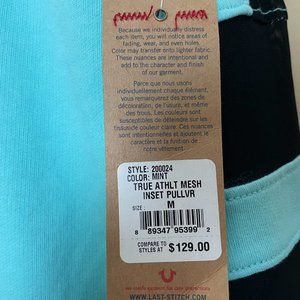 Because we individually distress
each item, you will notice areas of
fading, wear, and even holes.
Color may transfer onto lighter fabric.
These nuances are intentional and
add to the character and finish
of our garment.
Parce que nous usons
individuellement chaque élément,
vous remarquerez des zones de
décoloration, de l'usure, et même
des trous. Les couleurs sont
susceptibles de déteindre sur les
tissus de couleur claire. Ces
nuances sont intentionnelles et
ajoutent le caractère et la finition de
notre vêtement.
STYLE: 200024
COLOR: MINT
TRUE ATHLT MESH
INSET PULLVR
SIZE: M
8 89347 95399 2
COMPARE TO
STYLES AT
$129.00
WWW.LAST-STITCH.COM